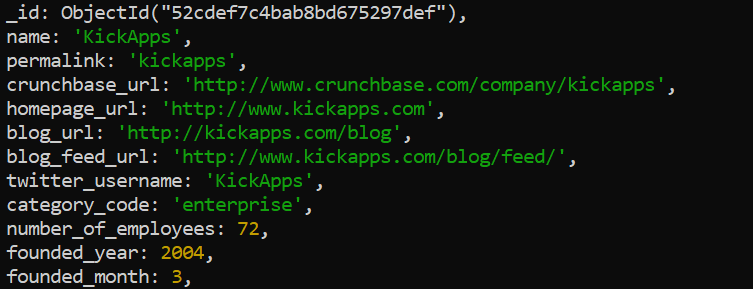 _id: ObjectId("52cdef7c4bab8bd675297def"),
name: 'KickApps',
permalink: 'kickapps',
crunchbase_url: 'http://www.crunchbase.com/company/kickapps',
homepage_url: 'http://www.kickapps.com',
blog_url: 'http://kickapps.com/blog',
blog_feed_url: 'http://www.kickapps.com/blog/feed/',
twitter_username: 'KickApps',
category_code: 'enterprise',
number_of_employees: 72,
founded_year: 2004,
founded_month: 3,